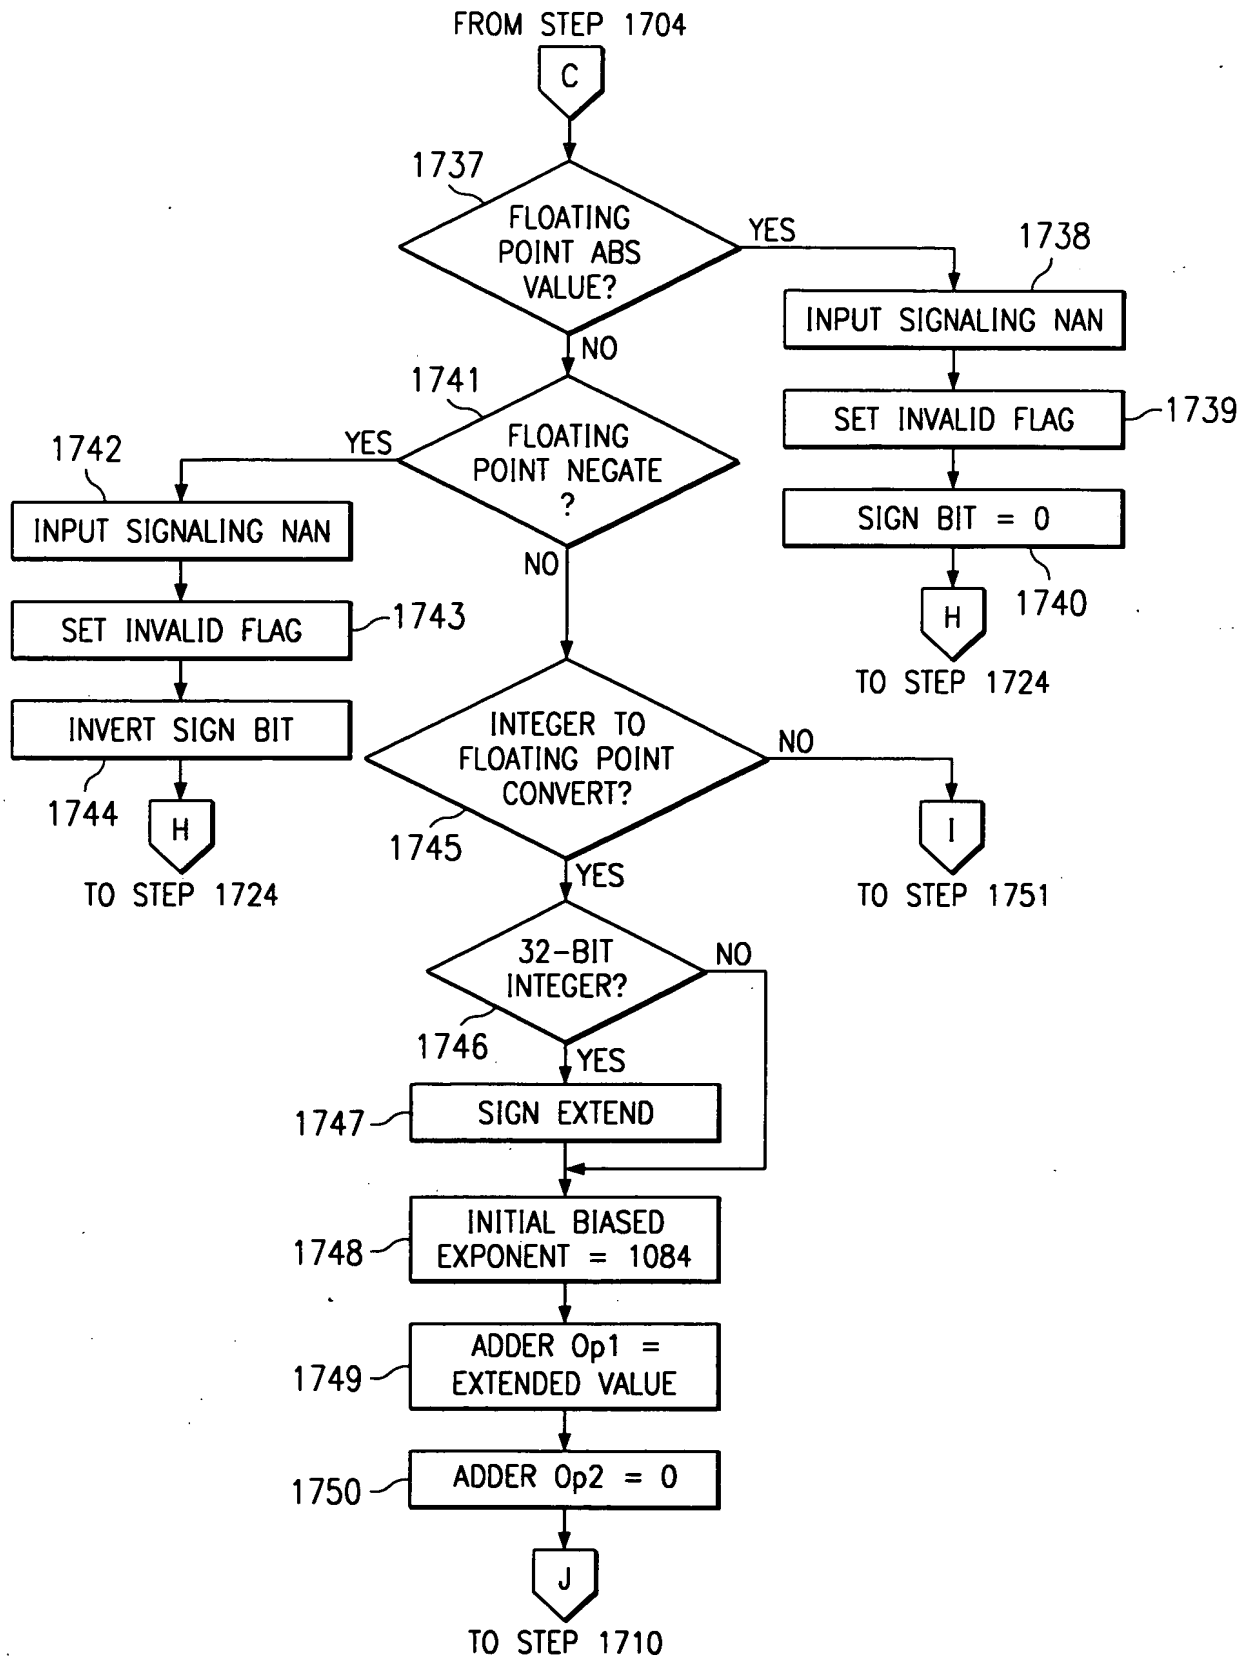 FROM STEP 1704
C
1737
FLOATING
POINT ABS
VALUE?
YES
1738
INPUT SIGNALING NAN
NO
1739
SET INVALID FLAG
SIGN BIT = 0
1740
H
TO STEP 1724
1741
FLOATING
POINT NEGATE
?
YES
1742
INPUT SIGNALING NAN
1743
SET INVALID FLAG
INVERT SIGN BIT
1744
H
TO STEP 1724
NO
INTEGER TO
FLOATING POINT
CONVERT?
1745
NO
I
TO STEP 1751
YES
32-BIT
INTEGER?
1746
NO
YES
1747
SIGN EXTEND
1748
INITIAL BIASED
EXPONENT = 1084
1749
ADDER Op1 =
EXTENDED VALUE
1750
ADDER Op2 = 0
J
TO STEP 1710